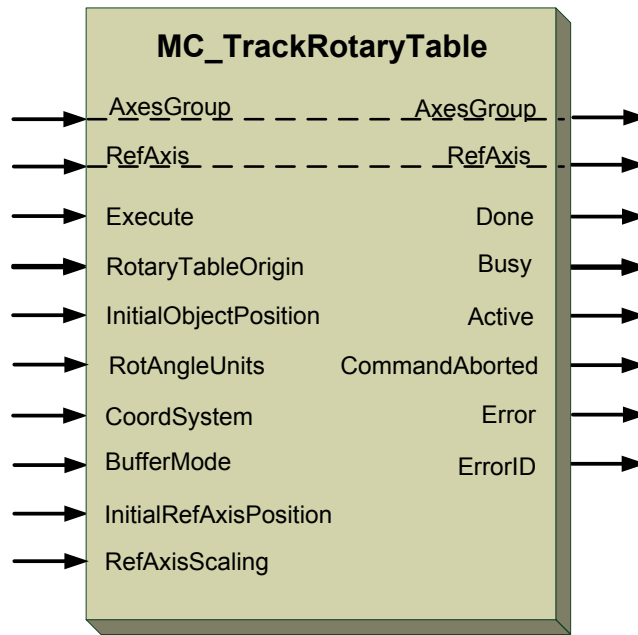 MC_TrackRotaryTable
AxesGroup AxesGroup
RefAxis RefAxis
Execute Done
RotaryTableOrigin Busy
InitialObjectPosition Active
RotAngleUnits CommandAborted
CoordSystem Error
BufferMode ErrorID
InitialRefAxisPosition
RefAxisScaling